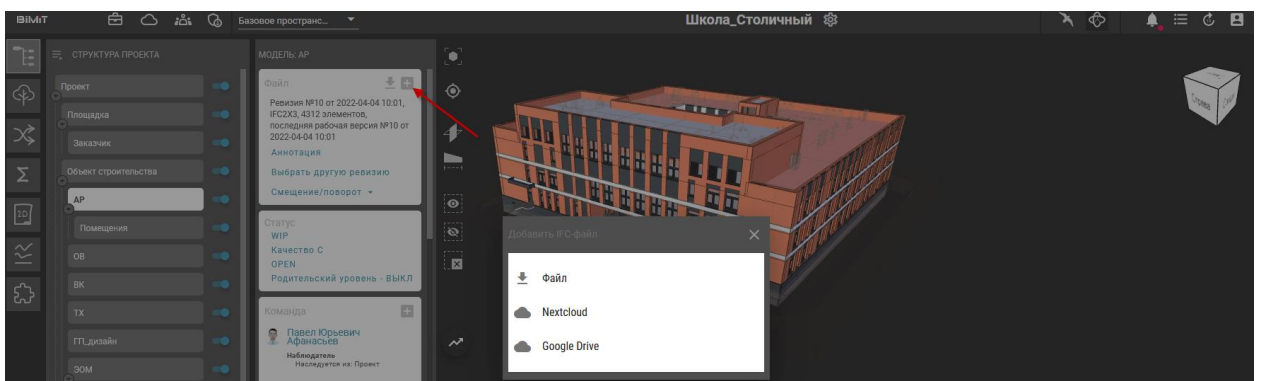 BIMIT
Базовое пространс...
Школа_Столичный
СТРУКТУРА ПРОЕКТА
Проект
Площадка
Заказчик
Объект строительства
АР
Помещения
ОВ
ВК
ТХ
ГП_дизайн
ЭОМ
2D
МОДЕЛЬ: АР
Файл
Ревизия №10 от 2022-04-04 10:01,
IFC2X3, 4312 элементов,
последняя рабочая версия №10 от
2022-04-04 10:01
Аннотация
Выбрать другую ревизию
Смещение/поворот
Статус
WIP
Качество C
OPEN
Родительский уровень - ВЫКЛ
Команда
Павел Юрьевич
Афанасьев
Наблюдатель
Наследуется из: Проект
Добавить IFC-файл
Файл
Nextcloud
Google Drive
Справа